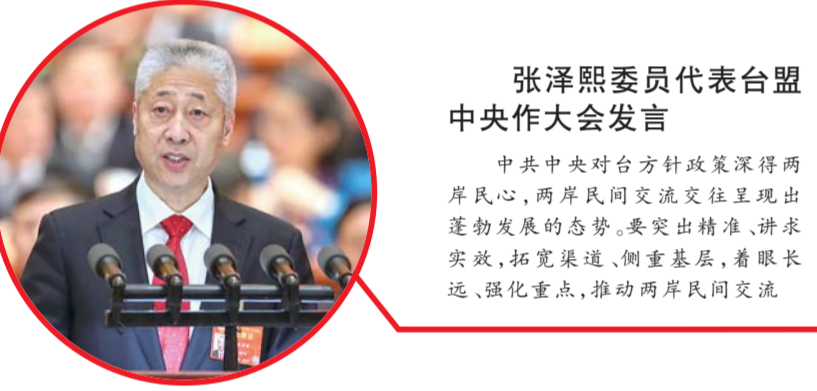 张泽熙委员代表台盟
中央作大会发言
中共中央对台方针政策深得两
岸民心，两岸民间交流交往呈现出
蓬勃发展的态势。要突出精准、讲求
实效，拓宽渠道、侧重基层，着眼长
远、强化重点，推动两岸民间交流